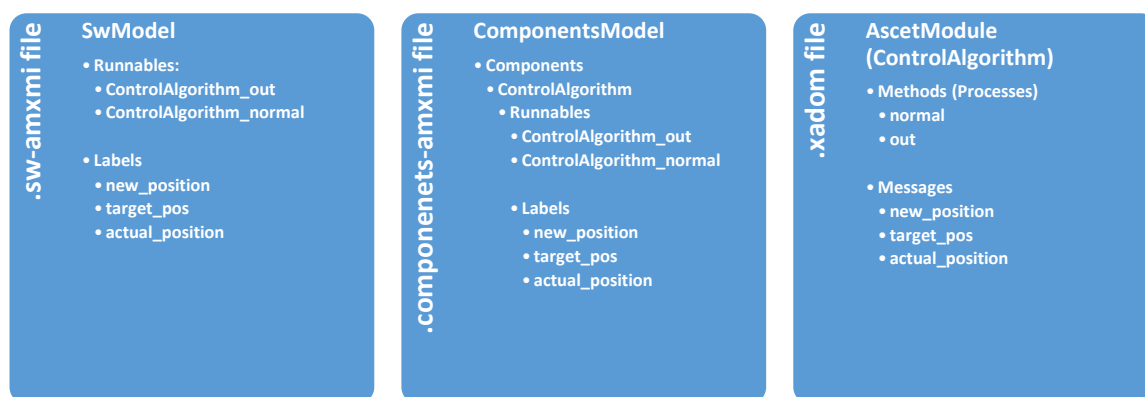 .sw-amxmi file
SwModel
• Runnables:
• ControlAlgorithm_out
• ControlAlgorithm_normal
• Labels
• new_position
• target_pos
• actual_position
.componenets-amxmi file
ComponentsModel
• Components
• ControlAlgorithm
• Runnables
• ControlAlgorithm_out
• ControlAlgorithm_normal
• Labels
• new_position
• target_pos
• actual_position
.xadom file
AscetModule
(ControlAlgorithm)
• Methods (Processes)
• normal
• out
• Messages
• new_position
• target_pos
• actual_position